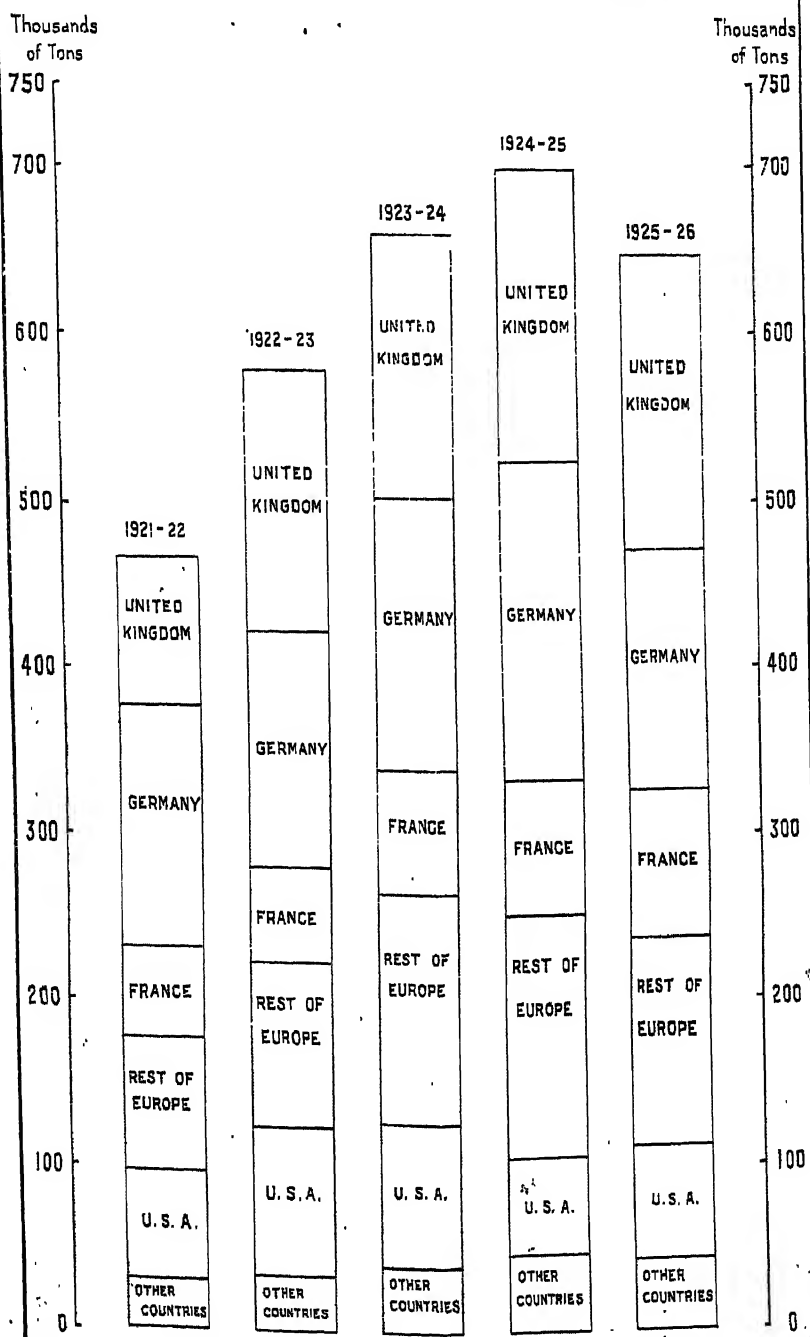 Thousands
of Tons
750
700
600
500
400
300
200
100
0
1921-22
UNITED
KINGDOM
GERMANY
FRANCE
REST OF
EUROPE
U.S.A.
OTHER
COUNTRIES
1922-23
UNITED
KINGDOM
GERMANY
FRANCE
REST OF
EUROPE
U.S.A.
OTHER
COUNTRIES
1923-24
UNITED
KINGDOM
GERMANY
FRANCE
REST OF
EUROPE
U.S.A.
OTHER
COUNTRIES
1924-25
UNITED
KINGDOM
GERMANY
FRANCE
REST OF
EUROPE
U.S.A.
OTHER
COUNTRIES
1925-26
UNITED
KINGDOM
GERMANY
FRANCE
REST OF
EUROPE
U.S.A.
OTHER
COUNTRIES
Thousands
of Tons
750
700
600
500
400
300
200
100
0